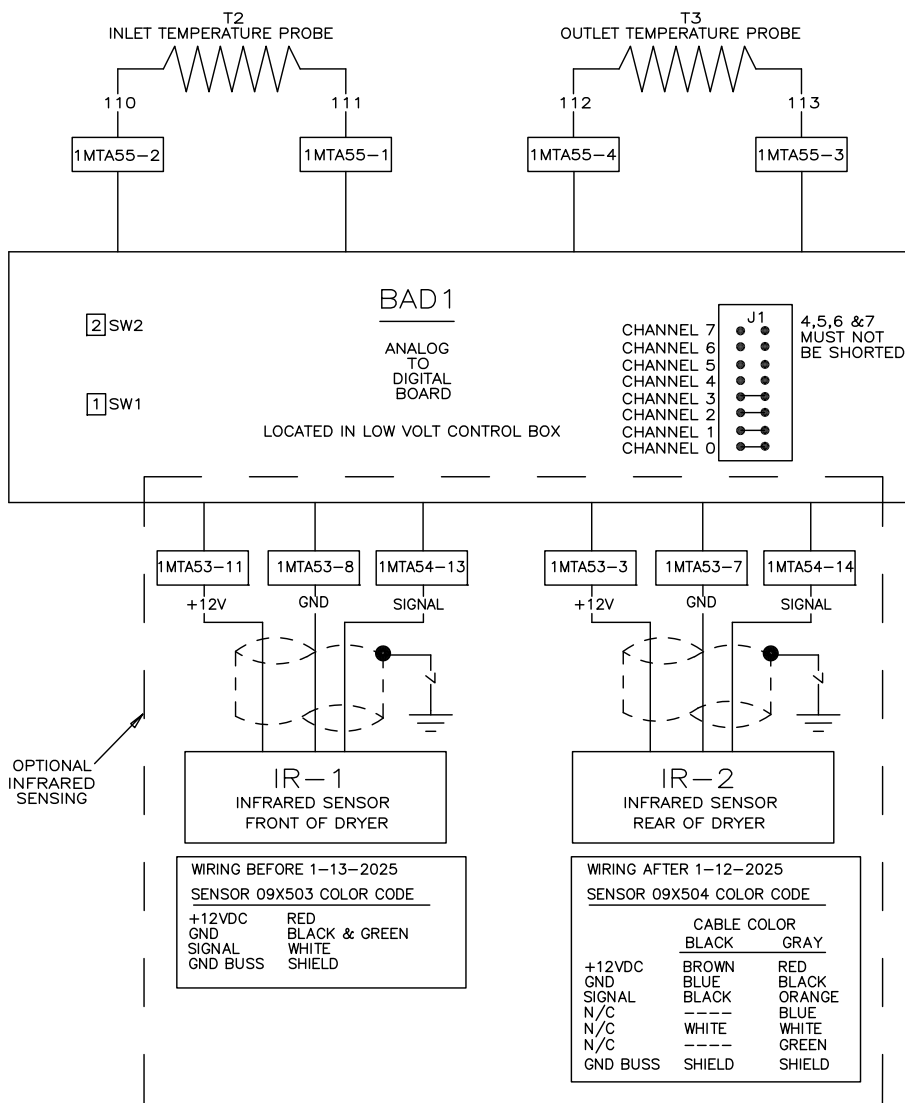 T2
INLET TEMPERATURE PROBE
T3
OUTLET TEMPERATURE PROBE
110
111
112
113
1MTA55-2
1MTA55-1
1MTA55-4
1MTA55-3
BAD1
ANALOG
TO
DIGITAL
BOARD
LOCATED IN LOW VOLT CONTROL BOX
2 SW2
1 SW1
J1
CHANNEL 7
CHANNEL 6
CHANNEL 5
CHANNEL 4
CHANNEL 3
CHANNEL 2
CHANNEL 1
CHANNEL 0
4,5,6 &7
MUST NOT
BE SHORTED
1MTA53-11
1MTA53-8
1MTA54-13
1MTA53-3
1MTA53-7
1MTA54-14
+12V
GND
SIGNAL
+12V
GND
SIGNAL
OPTIONAL
INFRARED
SENSING
IR-1
INFRARED SENSOR
FRONT OF DRYER
IR-2
INFRARED SENSOR
REAR OF DRYER
WIRING BEFORE 1-13-2025
SENSOR 09X503 COLOR CODE
+12VDC RED
GND BLACK & GREEN
SIGNAL WHITE
GND BUSS SHIELD
WIRING AFTER 1-12-2025
SENSOR 09X504 COLOR CODE
CABLE COLOR
BLACK GRAY
+12VDC BROWN RED
GND BLUE BLACK
SIGNAL BLACK ORANGE
N/C ---- BLUE
N/C WHITE WHITE
N/C ---- GREEN
GND BUSS SHIELD SHIELD